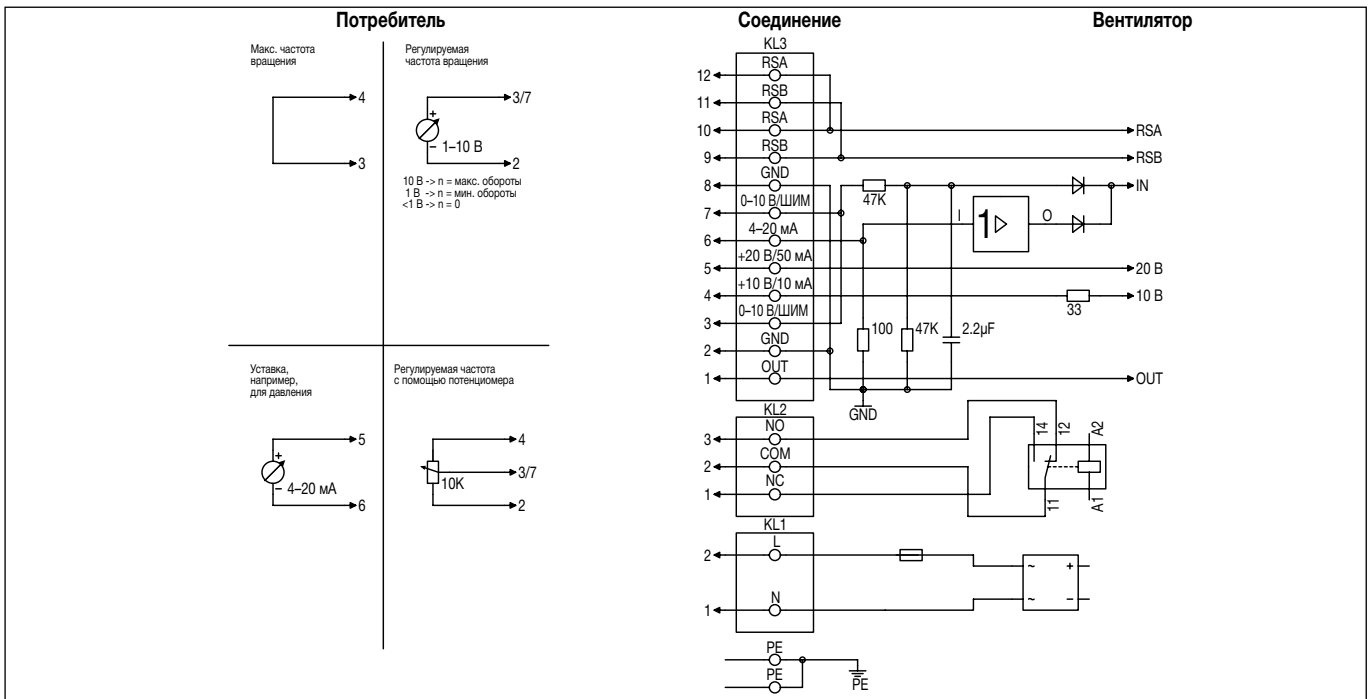 Потребитель
Соединение
Вентилятор
Макс. частота
вращения
4
3
Регулируемая
частота вращения
3/7
+
–
1–10 В
2
10 В -> n = макс. обороты
1 В -> n = мин. обороты
<1 В -> n = 0
Уставка,
например,
для давления
5
+
–
4–20 мА
6
Регулируемая частота
с помощью потенциомера
4
3/7
10K
2
KL3
12 RSA
11 RSB
10 RSA
9 RSB
8 GND
7 0–10 В/ШИМ
6 4–20 мА
5 +20 В/50 мА
4 +10 В/10 мА
3 0–10 В/ШИМ
2 GND
1 OUT
RSA
RSB
47K
IN
I
1
O
20 В
33
10 В
100
47K
2.2µF
OUT
GND
KL2
3 NO
2 COM
1 NC
14
12
A2
11
A1
KL1
2 L
1 N
~ +
~ –
PE
PE
PE